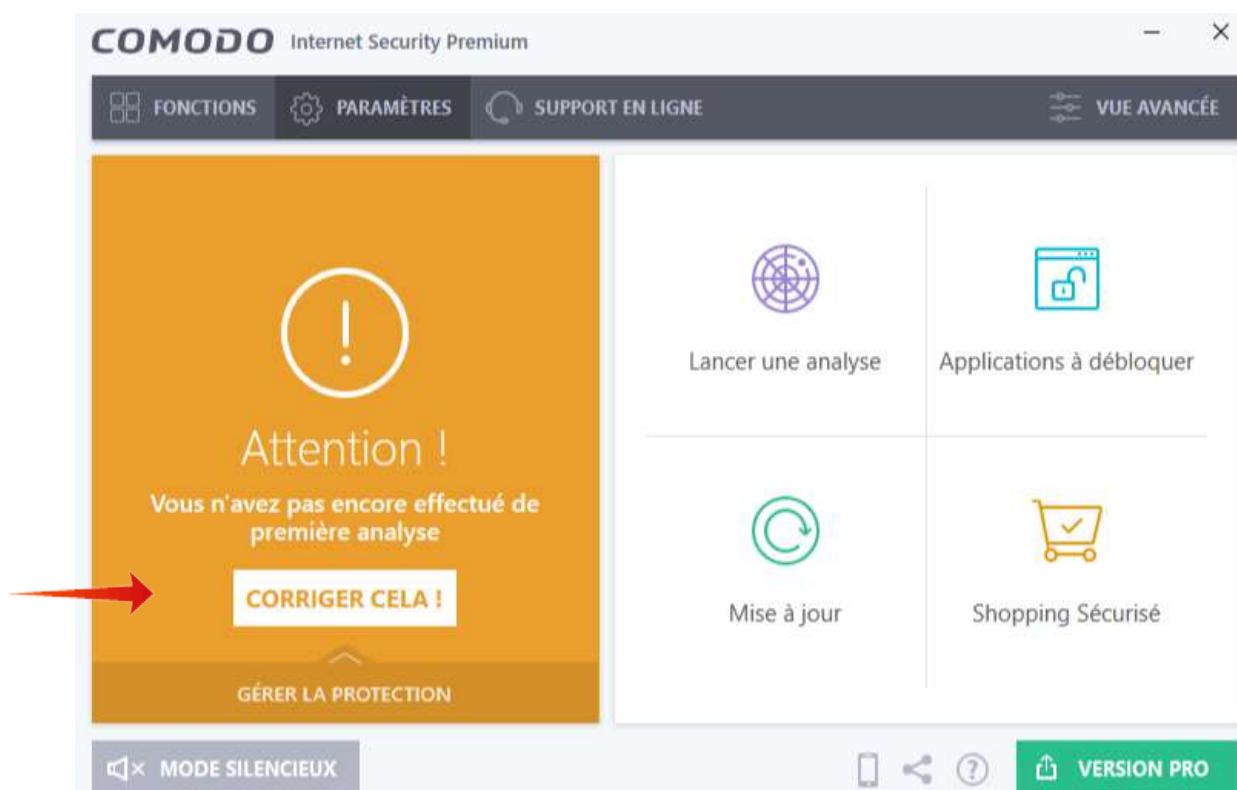 COMODO Internet Security Premium
FONCTIONS PARAMÈTRES SUPPORT EN LIGNE VUE AVANCÉE
Attention !
Vous n'avez pas encore effectué de
première analyse
CORRIGER CELA !
GÉRER LA PROTECTION
Lancer une analyse
Applications à débloquer
Mise à jour
Shopping Sécurisé
MODE SILENCIEUX
?
VERSION PRO